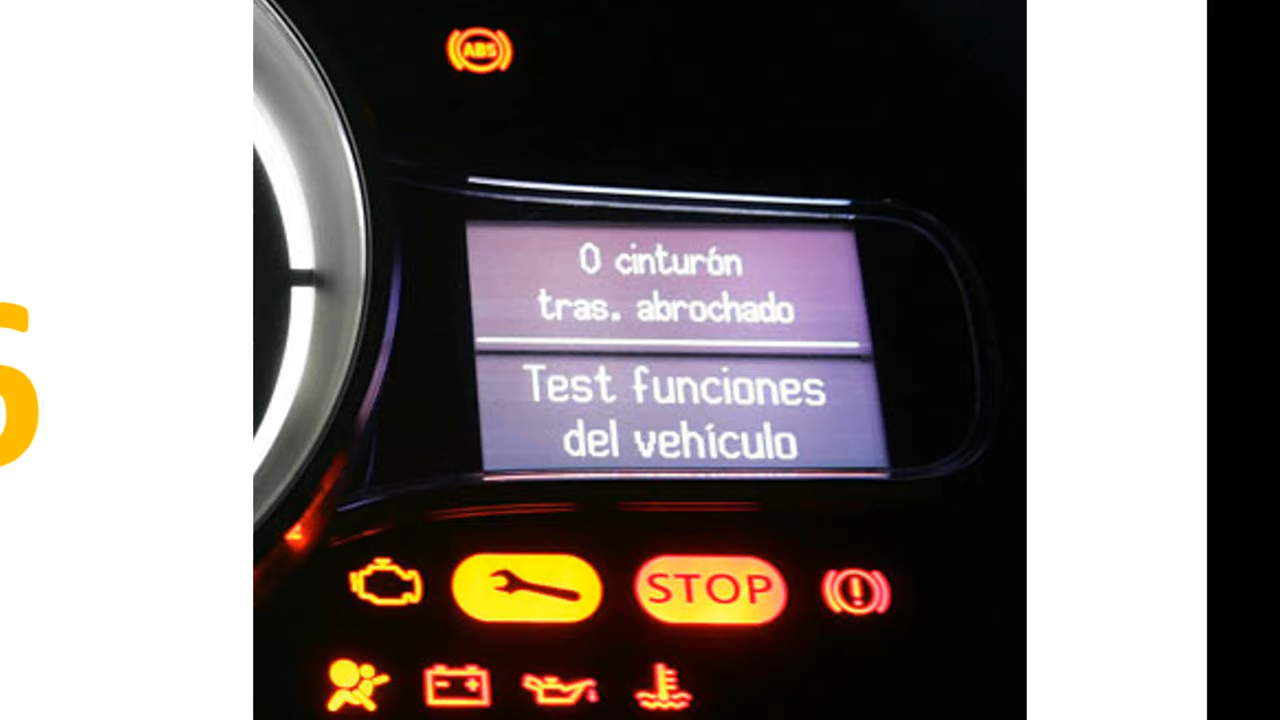 ABS
0 cinturón
tras. abrochado
Test funciones
del vehículo
STOP